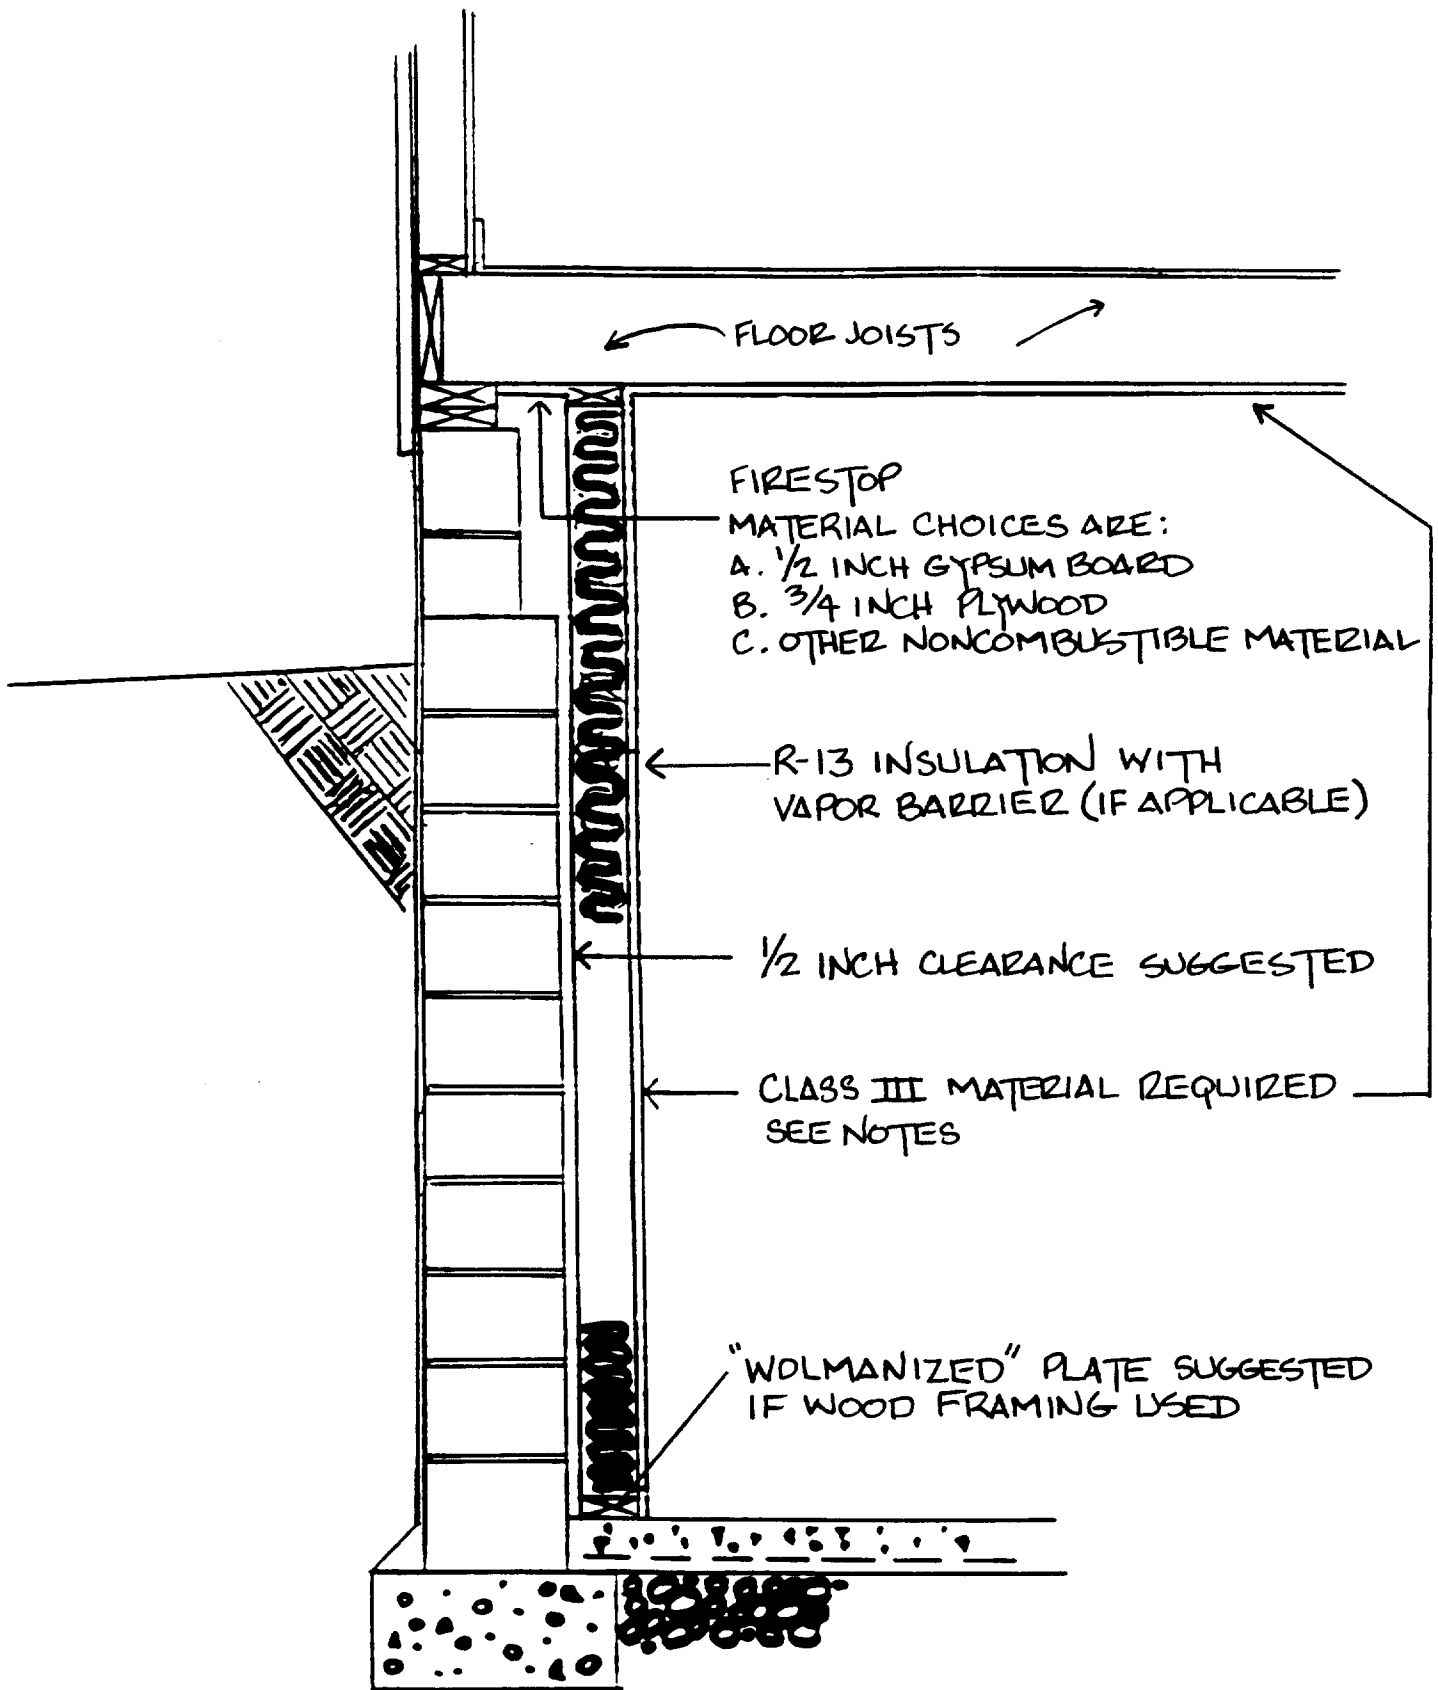 FLOOR JOISTS
FIRESTOP
MATERIAL CHOICES ARE:
A. 1/2 INCH GYPSUM BOARD
B. 3/4 INCH PLYWOOD
C. OTHER NONCOMBUSTIBLE MATERIAL
R-13 INSULATION WITH
VAPOR BARRIER (IF APPLICABLE)
1/2 INCH CLEARANCE SUGGESTED
CLASS III MATERIAL REQUIRED
SEE NOTES
"WOLMANIZED" PLATE SUGGESTED
IF WOOD FRAMING USED